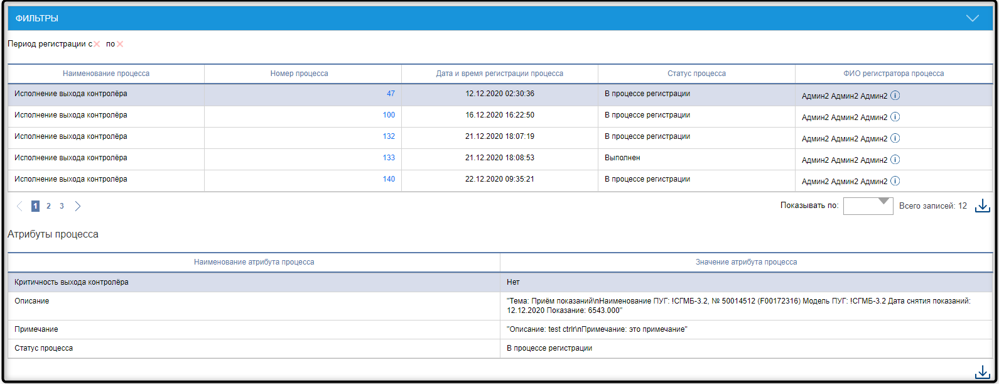 ФИЛЬТРЫ
Период регистрации с по
Наименование процесса Номер процесса Дата и время регистрации процесса Статус процесса ФИО регистратора процесса
Исполнение выхода контролёра 47 12.12.2020 02:30:36 В процессе регистрации Админ2 Админ2 Админ2 i
Исполнение выхода контролёра 100 16.12.2020 16:22:50 В процессе регистрации Админ2 Админ2 Админ2 i
Исполнение выхода контролёра 132 21.12.2020 18:07:19 В процессе регистрации Админ2 Админ2 Админ2 i
Исполнение выхода контролёра 133 21.12.2020 18:08:53 Выполнен Админ2 Админ2 Админ2 i
Исполнение выхода контролёра 140 22.12.2020 09:35:21 В процессе регистрации Админ2 Админ2 Админ2 i
1 2 3 Показывать по: Всего записей: 12
Атрибуты процесса
Наименование атрибута процесса Значение атрибута процесса
Критичность выхода контролёра Нет
Описание "Тема: Приём показаний\nНаименование ПУГ: !СГМБ-3.2, № 50014512 (F00172316) Модель ПУГ: !СГМБ-3.2 Дата снятия показаний:
12.12.2020 Показание: 6543.000"
Примечание "Описание: test ctrlr\nПримечание: это примечание"
Статус процесса В процессе регистрации